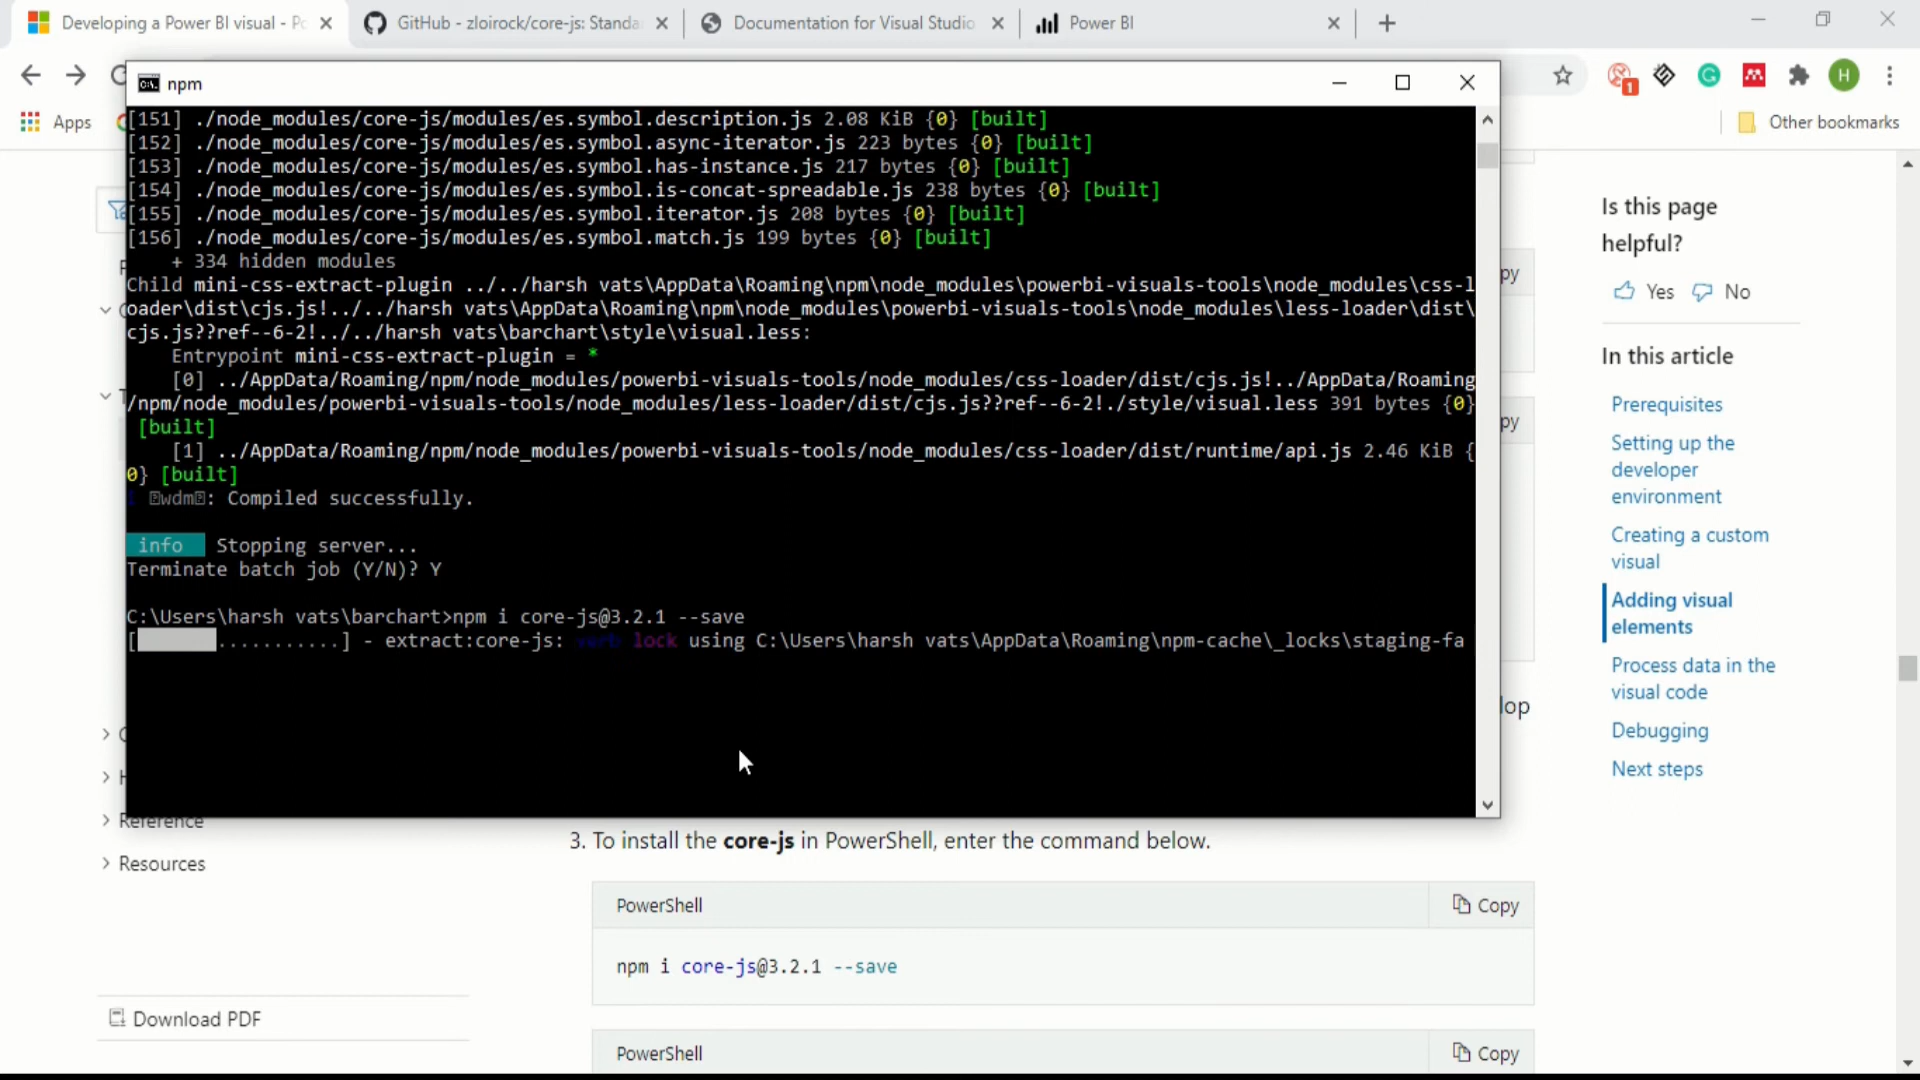 Developing a Power BI visual - Po
GitHub - zloirock/core-js: Standa
Documentation for Visual Studio
Power BI
1
H
Apps
Other bookmarks
npm
[151] ./node_modules/core-js/modules/es.symbol.description.js 2.08 KiB {0} [built]
[152] ./node_modules/core-js/modules/es.symbol.async-iterator.js 223 bytes {0} [built]
[153] ./node_modules/core-js/modules/es.symbol.has-instance.js 217 bytes {0} [built]
[154] ./node_modules/core-js/modules/es.symbol.is-concat-spreadable.js 238 bytes {0} [built]
[155] ./node_modules/core-js/modules/es.symbol.iterator.js 208 bytes {0} [built]
[156] ./node_modules/core-js/modules/es.symbol.match.js 199 bytes {0} [built]
+ 334 hidden modules
Child mini-css-extract-plugin ../../harsh vats\AppData\Roaming\npm\node_modules\powerbi-visuals-tools\node_modules\css-l
oader\dist\cjs.js!../../harsh vats\AppData\Roaming\npm\node_modules\powerbi-visuals-tools\node_modules\less-loader\dist\
cjs.js??ref--6-2!../../harsh vats\barchart\style\visual.less:
Entrypoint mini-css-extract-plugin = *
[0] ../AppData/Roaming/npm/node_modules/powerbi-visuals-tools/node_modules/css-loader/dist/cjs.js!../AppData/Roaming
/npm/node_modules/powerbi-visuals-tools/node_modules/less-loader/dist/cjs.js??ref--6-2!./style/visual.less 391 bytes {0}
[built]
[1] ../AppData/Roaming/npm/node_modules/powerbi-visuals-tools/node_modules/css-loader/dist/runtime/api.js 2.46 KiB {
0} [built]
wdm: Compiled successfully.
info Stopping server...
Terminate batch job (Y/N)? Y
C:\Users\harsh vats\barchart>npm i core-js@3.2.1 --save
[...........] - extract:core-js: verb lock using C:\Users\harsh vats\AppData\Roaming\npm-cache\_locks\staging-fa
py
py
lop
Reference
Resources
Download PDF
3. To install the core-js in PowerShell, enter the command below.
PowerShell
Copy
npm i core-js@3.2.1 --save
PowerShell
Copy
Is this page
helpful?
Yes No
In this article
Prerequisites
Setting up the
developer
environment
Creating a custom
visual
Adding visual
elements
Process data in the
visual code
Debugging
Next steps